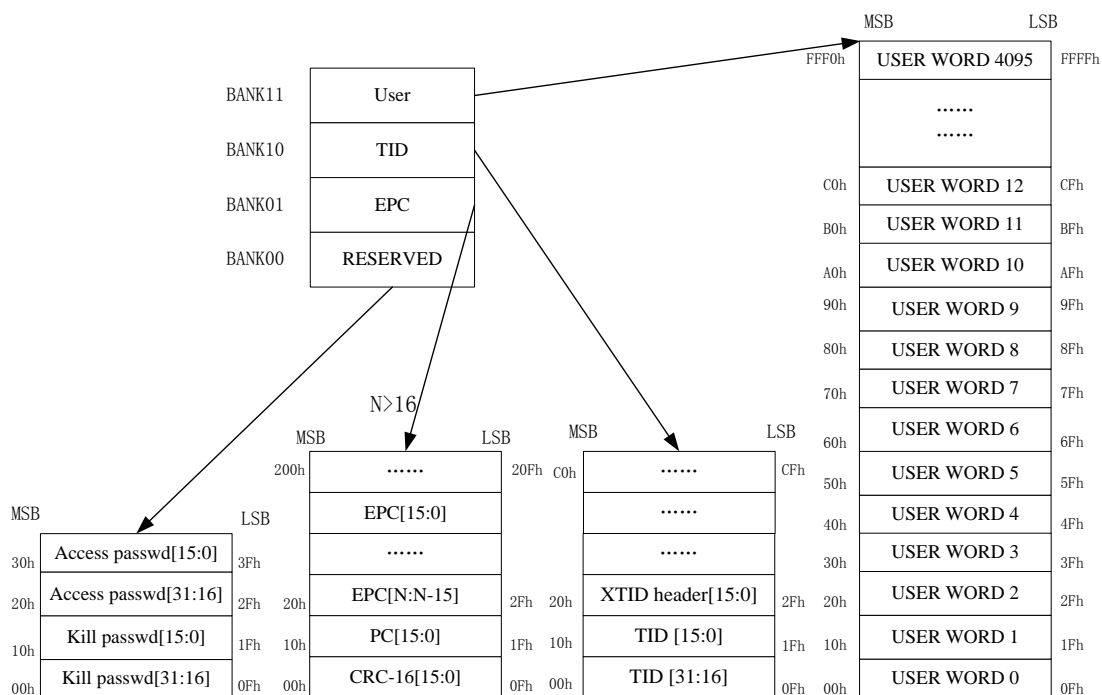 MSB LSB
FFF0h USER WORD 4095 FFFFh
BANK11 User
……
……
BANK10 TID
C0h USER WORD 12 CFh
BANK01 EPC
B0h USER WORD 11 BFh
BANK00 RESERVED
A0h USER WORD 10 AFh
90h USER WORD 9 9Fh
80h USER WORD 8 8Fh
70h USER WORD 7 7Fh
N>16
60h USER WORD 6 6Fh
50h USER WORD 5 5Fh
40h USER WORD 4 4Fh
30h USER WORD 3 3Fh
20h USER WORD 2 2Fh
10h USER WORD 1 1Fh
00h USER WORD 0 0Fh
MSB LSB
200h …… 20Fh
EPC[15:0]
……
20h EPC[N:N-15] 2Fh
10h PC[15:0] 1Fh
00h CRC-16[15:0] 0Fh
MSB LSB
C0h …… CFh
……
……
20h XTID header[15:0] 2Fh
10h TID [15:0] 1Fh
00h TID [31:16] 0Fh
MSB LSB
30h Access passwd[15:0] 3Fh
20h Access passwd[31:16] 2Fh
10h Kill passwd[15:0] 1Fh
00h Kill passwd[31:16] 0Fh